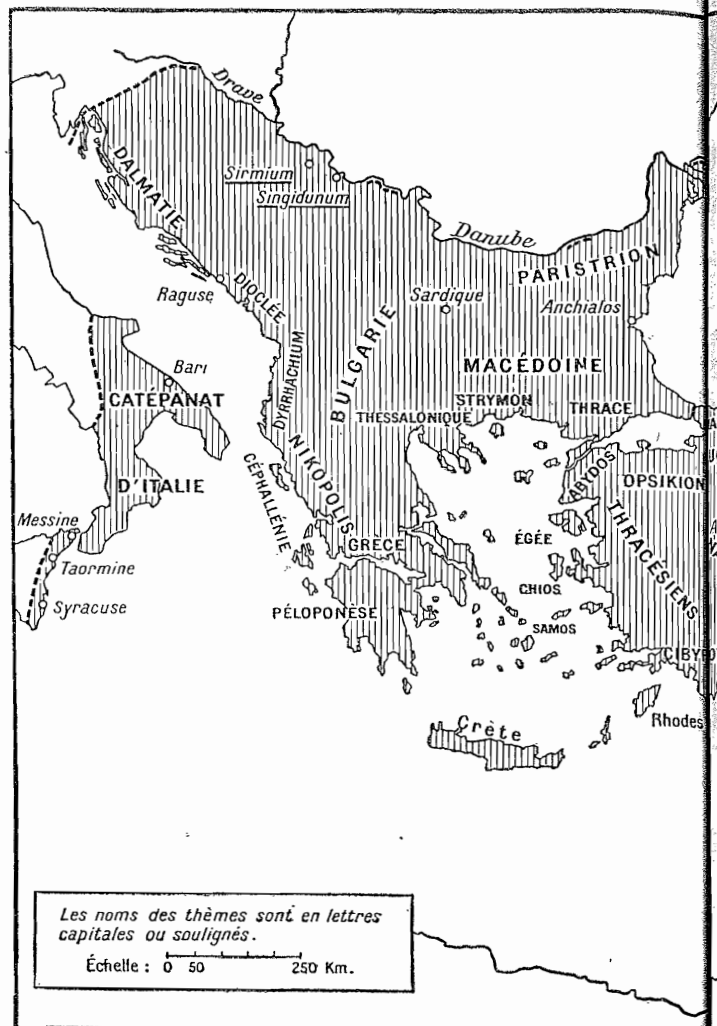 Drave
DALMATIE
Sirmium
Singidunum
Danube
PARISTRION
Raguse
DIOCLÉE
Sardique
Anchialos
Bari
CATÉPANAT
D'ITALIE
DYRRHACHIUM
BULGARIE
MACÉDOINE
STRYMON
THESSALONIQUE
THRACE
NIKOPOLIS
CÉPHALLÉNIE
ABYDOS
OPSIKION
THRACÉSIENS
ÉGÉE
GRÈCE
Messine
Taormine
Syracuse
CHIOS
PÉLOPONÈSE
SAMOS
Rhodes
Crète
Les noms des thèmes sont en lettres
capitales ou soulignés.
Échelle : 0 50 250 Km.